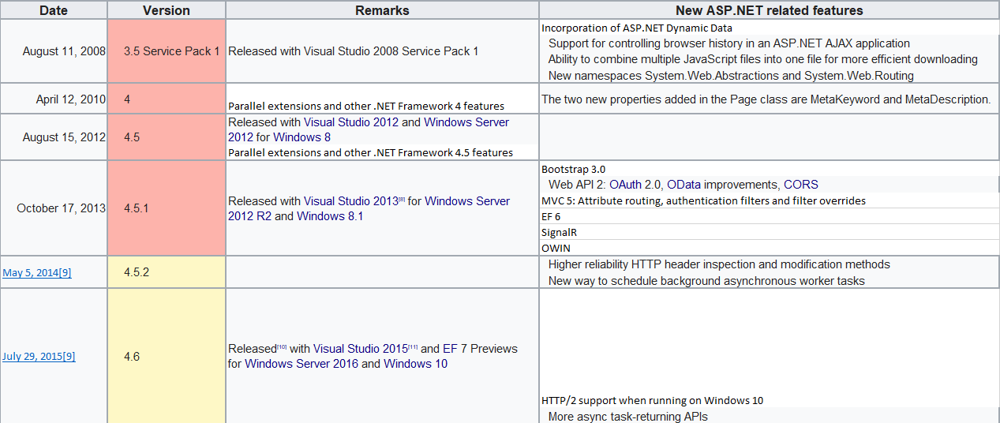 Date Version Remarks New ASP.NET related features
Incorporation of ASP.NET Dynamic Data
Support for controlling browser history in an ASP.NET AJAX application
August 11, 2008 3.5 Service Pack 1 Released with Visual Studio 2008 Service Pack 1
Ability to combine multiple JavaScript files into one file for more efficient downloading
New namespaces System.Web.Abstractions and System.Web.Routing
April 12, 2010 4 Parallel extensions and other .NET Framework 4 features The two new properties added in the Page class are MetaKeyword and MetaDescription.
August 15, 2012 4.5
Released with Visual Studio 2012 and Windows Server
2012 for Windows 8
Parallel extensions and other .NET Framework 4.5 features
October 17, 2013 4.5.1
Released with Visual Studio 2013[8] for Windows Server
2012 R2 and Windows 8.1
Bootstrap 3.0
Web API 2: OAuth 2.0, OData improvements, CORS
MVC 5: Attribute routing, authentication filters and filter overrides
EF 6
SignalR
OWIN
May 5, 2014[9] 4.5.2
Higher reliability HTTP header inspection and modification methods
New way to schedule background asynchronous worker tasks
July 29, 2015[9] 4.6
Released[10] with Visual Studio 2015[11] and EF 7 Previews
for Windows Server 2016 and Windows 10
HTTP/2 support when running on Windows 10
More async task-returning APIs